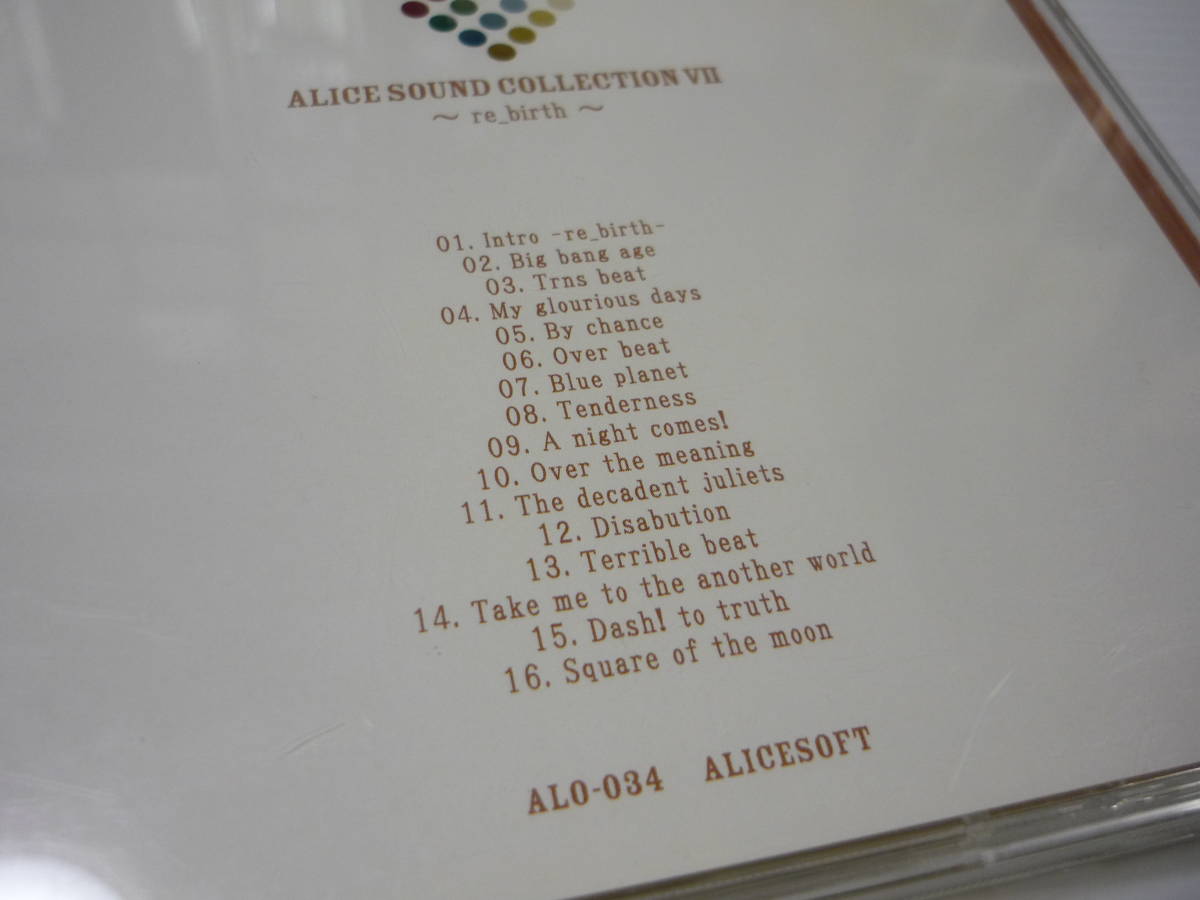 ALICE SOUND COLLECTION VII
～ re_birth ～
01. Intro -re_birth-
02. Big bang age
03. Trns beat
04. My glourious days
05. By chance
06. Over beat
07. Blue planet
08. Tenderness
09. A night comes!
10. Over the meaning
11. The decadent juliets
12. Disabution
13. Terrible beat
14. Take me to the another world
15. Dash! to truth
16. Square of the moon
ALO-034 ALICESOFT